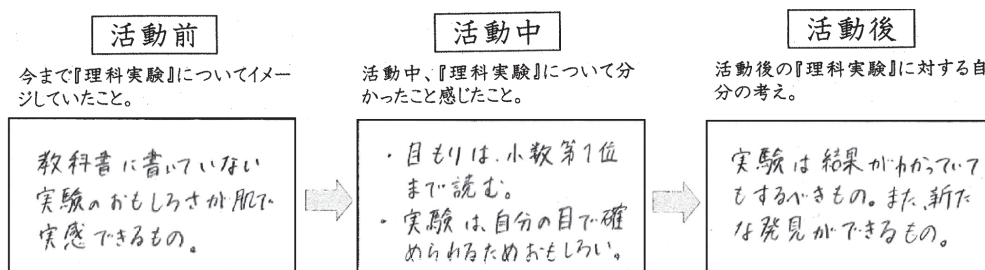 活動前
今まで『理科実験』についてイメー
ジしていたこと。
教科書に書いていない
実験のおもしろさが肌で
実感できるもの。
活動中
活動中、『理科実験』について分
かったこと感じたこと。
・目もりは、小数第1位
まで読む。
・実験は、自分の目で確
められるためおもしろい。
活動後
活動後の『理科実験』に対する自
分の考え。
実験は結果がわかっていて
もするべきもの。また、新た
な発見ができるもの。